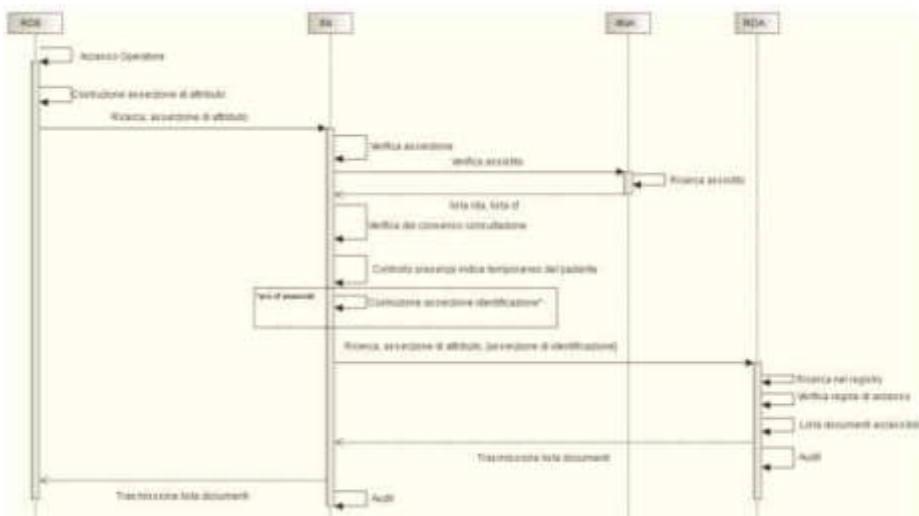 RDE
INI
RDA
Accesso Operatore
Costruzione asserzione di attributo
Ricerca, asserzione di attributo
Verifica asserzione
Verifica assistito
Ricerca assistito
lista ida, lista cf
Verifica del consenso consultazione
Controllo presenza indice temporaneo del paziente
Costruzione asserzione identificazione*
Ricerca, asserzione di attributo, (asserzione di identificazione)
Ricerca nel registry
Verifica regole di accesso
Lista documenti accessibili
Trasmissione lista documenti
Audit
Trasmissione lista documenti
Audit